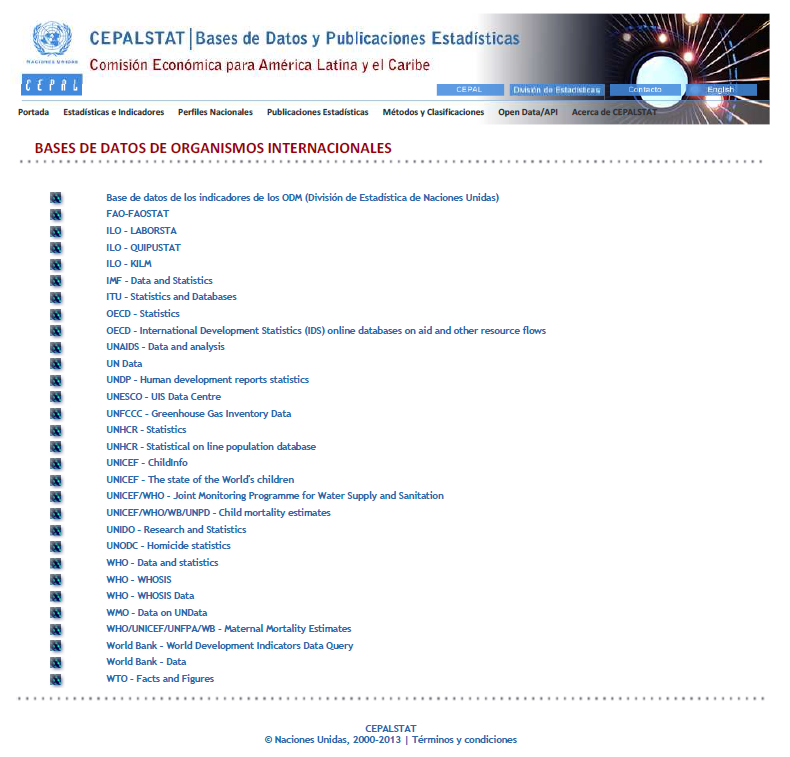 NACIONES UNIDAS
CEPAL
CEPALSTAT | Bases de Datos y Publicaciones Estadísticas
Comisión Económica para América Latina y el Caribe
CEPAL División de Estadísticas Contacto English
Portada Estadísticas e Indicadores Perfiles Nacionales Publicaciones Estadísticas Métodos y Clasificaciones Open Data/API Acerca de CEPALSTAT
BASES DE DATOS DE ORGANISMOS INTERNACIONALES
Base de datos de los indicadores de los ODM (División de Estadística de Naciones Unidas)
FAO-FAOSTAT
ILO - LABORSTA
ILO - QUIPUSTAT
ILO - KILM
IMF - Data and Statistics
ITU - Statistics and Databases
OECD - Statistics
OECD - International Development Statistics (IDS) online databases on aid and other resource flows
UNAIDS - Data and analysis
UN Data
UNDP - Human development reports statistics
UNESCO - UIS Data Centre
UNFCCC - Greenhouse Gas Inventory Data
UNHCR - Statistics
UNHCR - Statistical on line population database
UNICEF - ChildInfo
UNICEF - The state of the World's children
UNICEF/WHO - Joint Monitoring Programme for Water Supply and Sanitation
UNICEF/WHO/WB/UNPD - Child mortality estimates
UNIDO - Research and Statistics
UNODC - Homicide statistics
WHO - Data and statistics
WHO - WHOSIS
WHO - WHOSIS Data
WMO - Data on UNData
WHO/UNICEF/UNFPA/WB - Maternal Mortality Estimates
World Bank - World Development Indicators Data Query
World Bank - Data
WTO - Facts and Figures
CEPALSTAT
© Naciones Unidas, 2000-2013 | Términos y condiciones